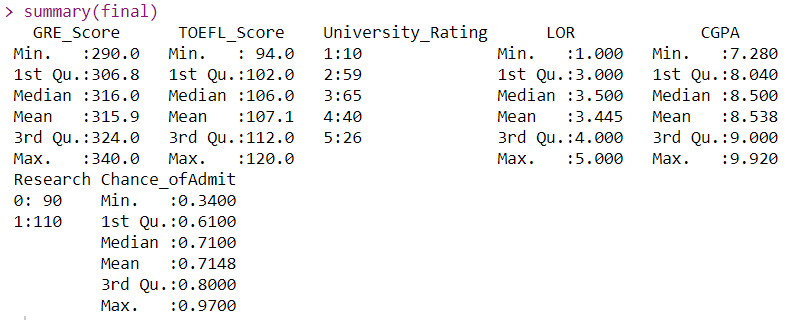 > summary(final)
   GRE_Score      TOEFL_Score    University_Rating      LOR             CGPA
 Min.   :290.0   Min.   : 94.0   1:10              Min.   :1.000   Min.   :7.280
 1st Qu.:306.8   1st Qu.:102.0   2:59              1st Qu.:3.000   1st Qu.:8.040
 Median :316.0   Median :106.0   3:65              Median :3.500   Median :8.500
 Mean   :315.9   Mean   :107.1   4:40              Mean   :3.445   Mean   :8.538
 3rd Qu.:324.0   3rd Qu.:112.0   5:26              3rd Qu.:4.000   3rd Qu.:9.000
 Max.   :340.0   Max.   :120.0                     Max.   :5.000   Max.   :9.920
 Research Chance_ofAdmit
 0: 90    Min.   :0.3400
 1:110    1st Qu.:0.6100
          Median :0.7100
          Mean   :0.7148
          3rd Qu.:0.8000
          Max.   :0.9700